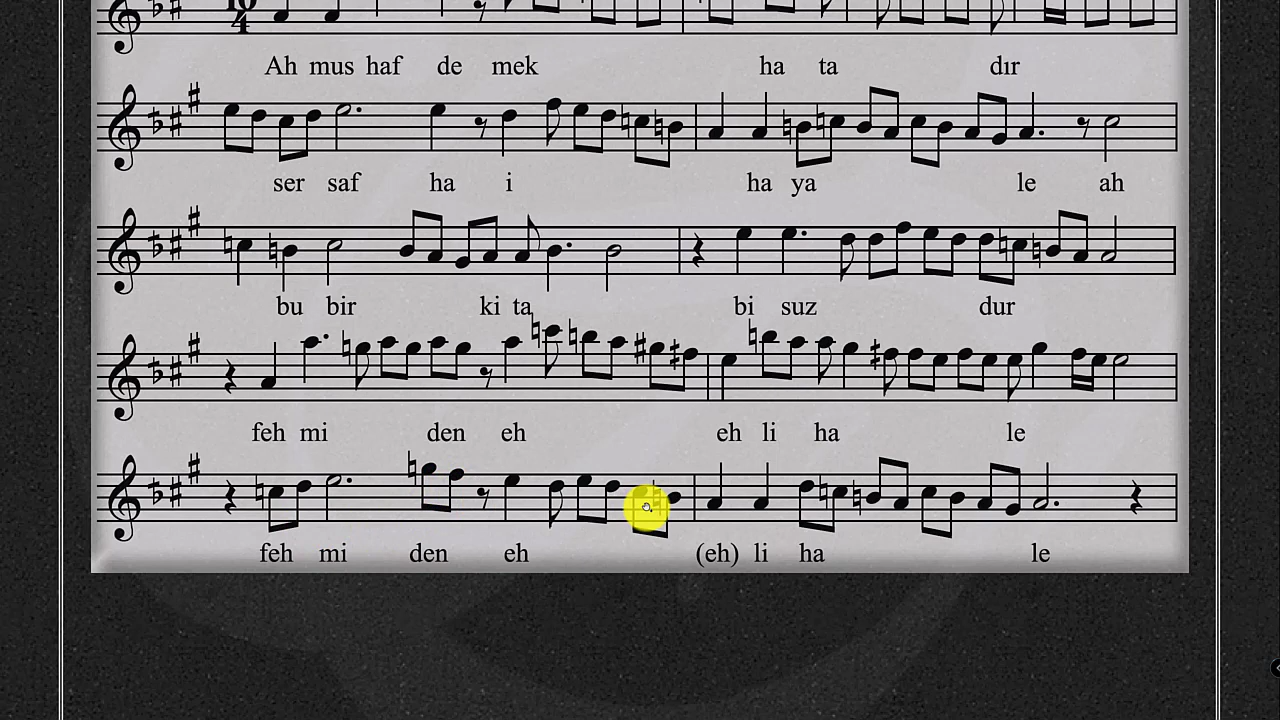 10
4
Ah mus haf de mek ha ta dır
ser saf ha i ha ya le ah
bu bir ki ta bi suz dur
feh mi den eh eh li ha le
feh mi den eh (eh) li ha le